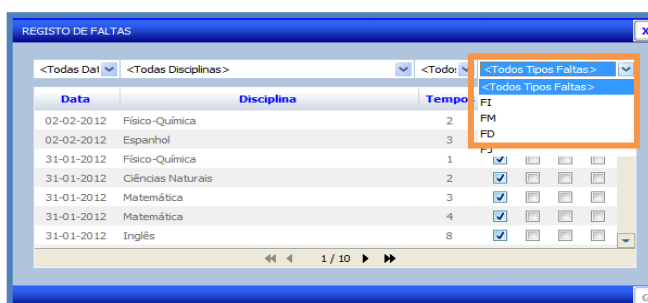 REGISTO DE FALTAS X
<Todas Dat <Todas Disciplinas> <Todo: <Todos Tipos Faltas>
<Todos Tipos Faltas>
Data Disciplina Tempo
FI
02-02-2012 Físico-Química 2 FM
02-02-2012 Espanhol 3 FD
FJ
31-01-2012 Físico-Química 1
31-01-2012 Ciências Naturais 2
31-01-2012 Matemática 3
31-01-2012 Matemática 4
31-01-2012 Inglês 8
1 / 10
G